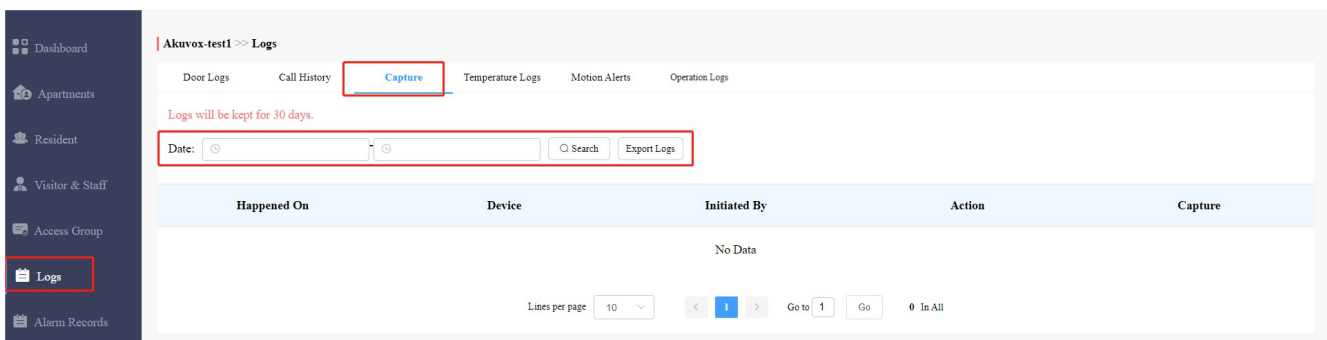 Dashboard
Apartments
Resident
Visitor & Staff
Access Group
Logs
Alarm Records
Akuvox-test1 >> Logs
Door Logs Call History Capture Temperature Logs Motion Alerts Operation Logs
Logs will be kept for 30 days.
Date: - Search Export Logs
Happened On Device Initiated By Action Capture
No Data
Lines per page 10 < 1 > Go to 1 Go 0 In All